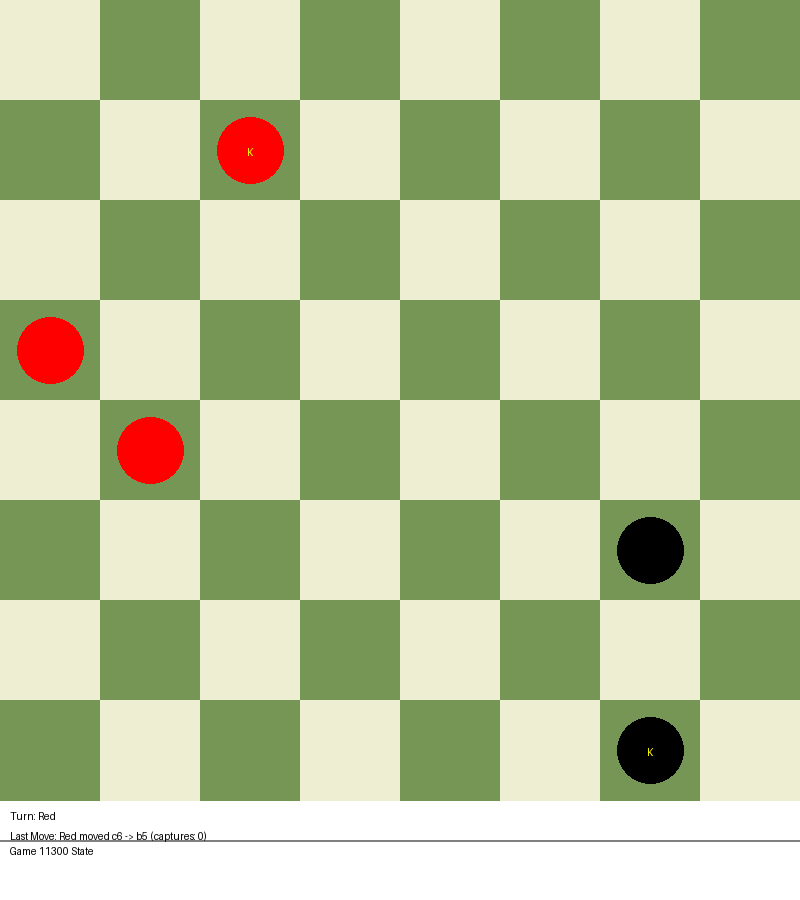 K
K
Turn: Red
Last Move: Red moved c6 -> b5 (captures: 0)
Game 11300 State